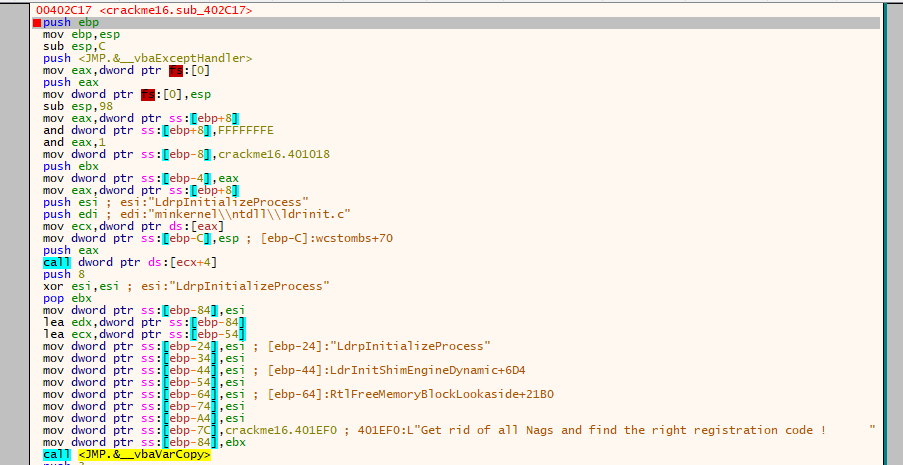 00402C17 <crackme16.sub_402C17>
push ebp
mov ebp,esp
sub esp,C
push <JMP.&__vbaExceptHandler>
mov eax,dword ptr fs:[0]
push eax
mov dword ptr fs:[0],esp
sub esp,98
mov eax,dword ptr ss:[ebp+8]
and dword ptr ss:[ebp+8],FFFFFFFE
and eax,1
mov dword ptr ss:[ebp-8],crackme16.401018
push ebx
mov dword ptr ss:[ebp-4],eax
mov eax,dword ptr ss:[ebp+8]
push esi ; esi:"LdrpInitializeProcess"
push edi ; edi:"minkernel\\ntdll\\ldrinit.c"
mov ecx,dword ptr ds:[eax]
mov dword ptr ss:[ebp-C],esp ; [ebp-C]:wcstombs+70
push eax
call dword ptr ds:[ecx+4]
push 8
xor esi,esi ; esi:"LdrpInitializeProcess"
pop ebx
mov dword ptr ss:[ebp-84],esi
lea edx,dword ptr ss:[ebp-84]
lea ecx,dword ptr ss:[ebp-54]
mov dword ptr ss:[ebp-24],esi ; [ebp-24]:"LdrpInitializeProcess"
mov dword ptr ss:[ebp-34],esi
mov dword ptr ss:[ebp-44],esi ; [ebp-44]:LdrInitShimEngineDynamic+6D4
mov dword ptr ss:[ebp-54],esi
mov dword ptr ss:[ebp-64],esi ; [ebp-64]:RtlFreeMemoryBlockLookaside+21B0
mov dword ptr ss:[ebp-74],esi
mov dword ptr ss:[ebp-A4],esi
mov dword ptr ss:[ebp-7C],crackme16.401EF0 ; 401EF0:L"Get rid of all Nags and find the right registration code !      "
mov dword ptr ss:[ebp-84],ebx
call <JMP.&__vbaVarCopy>